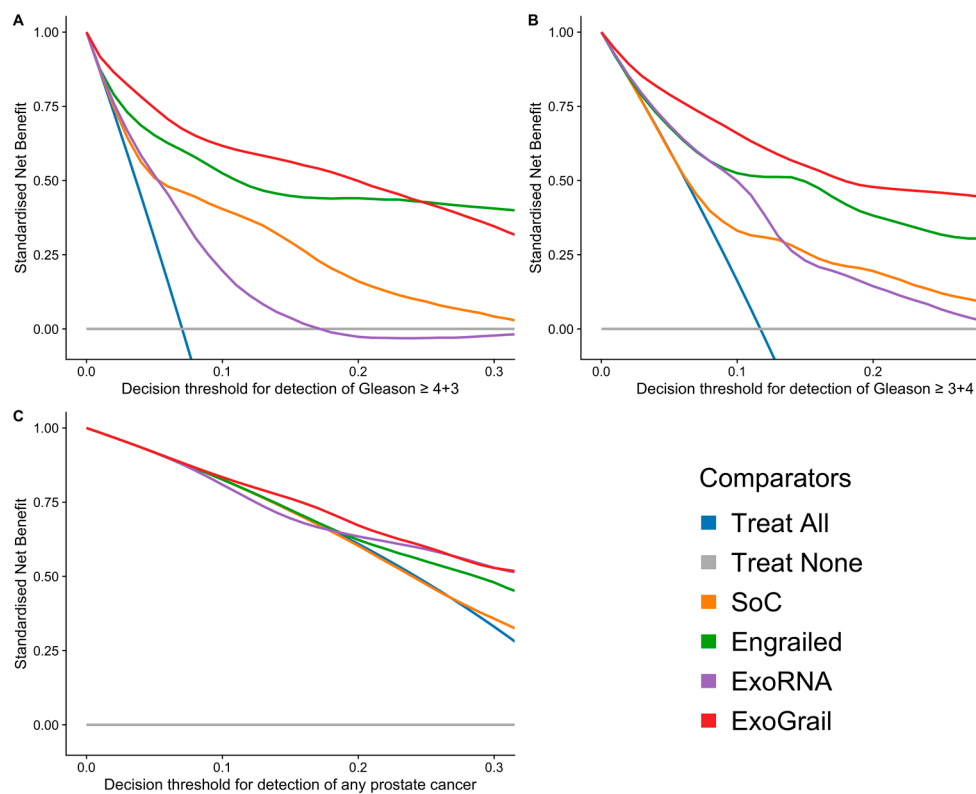 A
1.00
0.75
0.50
0.25
0.00
Standardised Net Benefit
0.0
0.1
0.2
0.3
Decision threshold for detection of Gleason ≥ 4+3
B
1.00
0.75
0.50
0.25
0.00
Standardised Net Benefit
0.0
0.1
0.2
Decision threshold for detection of Gleason ≥ 3+4
C
1.00
0.75
0.50
0.25
0.00
Standardised Net Benefit
0.0
0.1
0.2
0.3
Decision threshold for detection of any prostate cancer
Comparators
Treat All
Treat None
SoC
Engrailed
ExoRNA
ExoGrail